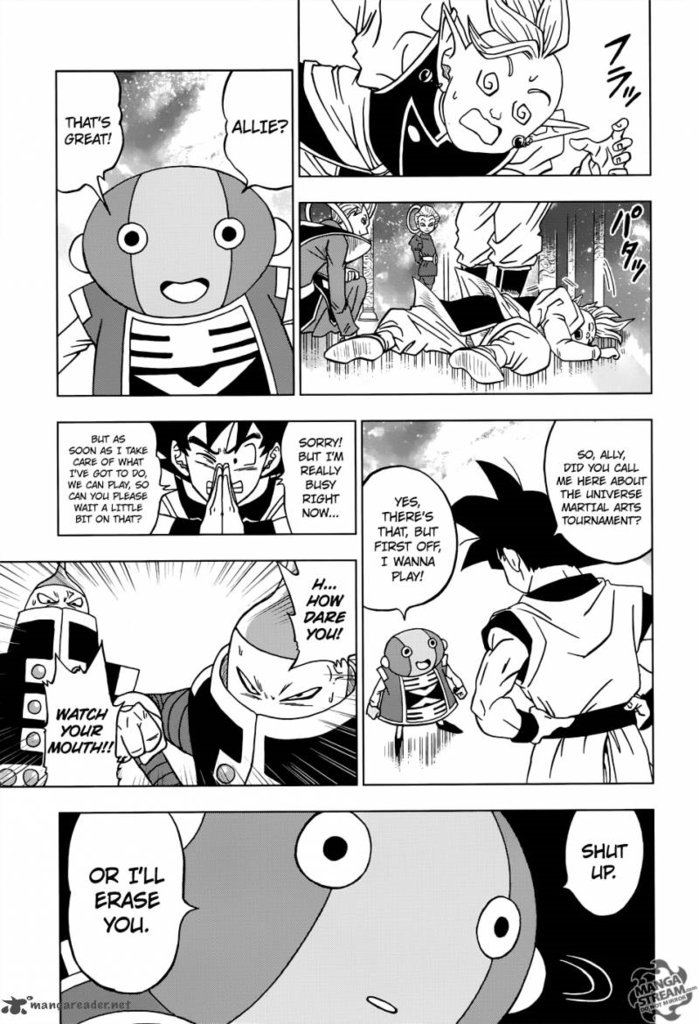 フラッ
ALLIE?
THAT'S
GREAT!
パタッ
SO, ALLY,
DID YOU CALL
ME HERE
ABOUT THE
UNIVERSE
MARTIAL ARTS
TOURNAMENT?
YES,
THERE'S
THAT, BUT
FIRST OFF,
I WANNA
PLAY!
SORRY!
BUT I'M
REALLY
BUSY
RIGHT
NOW...
BUT AS
SOON AS I TAKE
CARE OF WHAT
I'VE GOT TO DO,
WE CAN PLAY, SO
CAN YOU PLEASE
WAIT A LITTLE
BIT ON THAT?
H...
HOW
DARE
YOU!
WATCH
YOUR
MOUTH!!
SHUT
UP.
OR I'LL
ERASE
YOU.
mangareader.net
MANGA
STREAM.com
DO NOT MIRROR